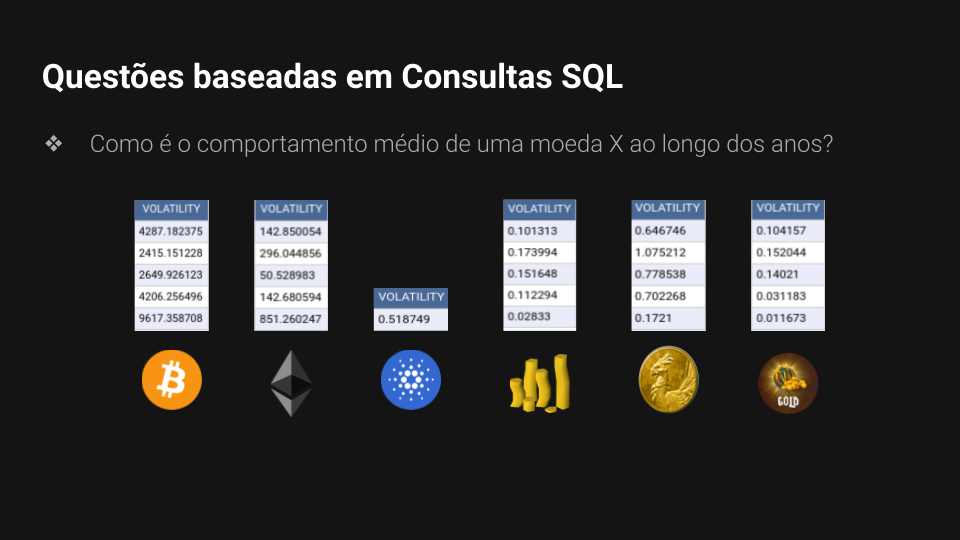 Questões baseadas em Consultas SQL
❖ Como é o comportamento médio de uma moeda X ao longo dos anos?
VOLATILITY
4287.182375
2415.151228
2649.926123
4206.256496
9617.358708
VOLATILITY
142.850054
296.044856
50.528983
142.680594
851.260247
VOLATILITY
0.518749
VOLATILITY
0.101313
0.173994
0.151648
0.112294
0.02833
VOLATILITY
0.646746
1.075212
0.778538
0.702268
0.1721
VOLATILITY
0.104157
0.152044
0.14021
0.031183
0.011673
GOLD